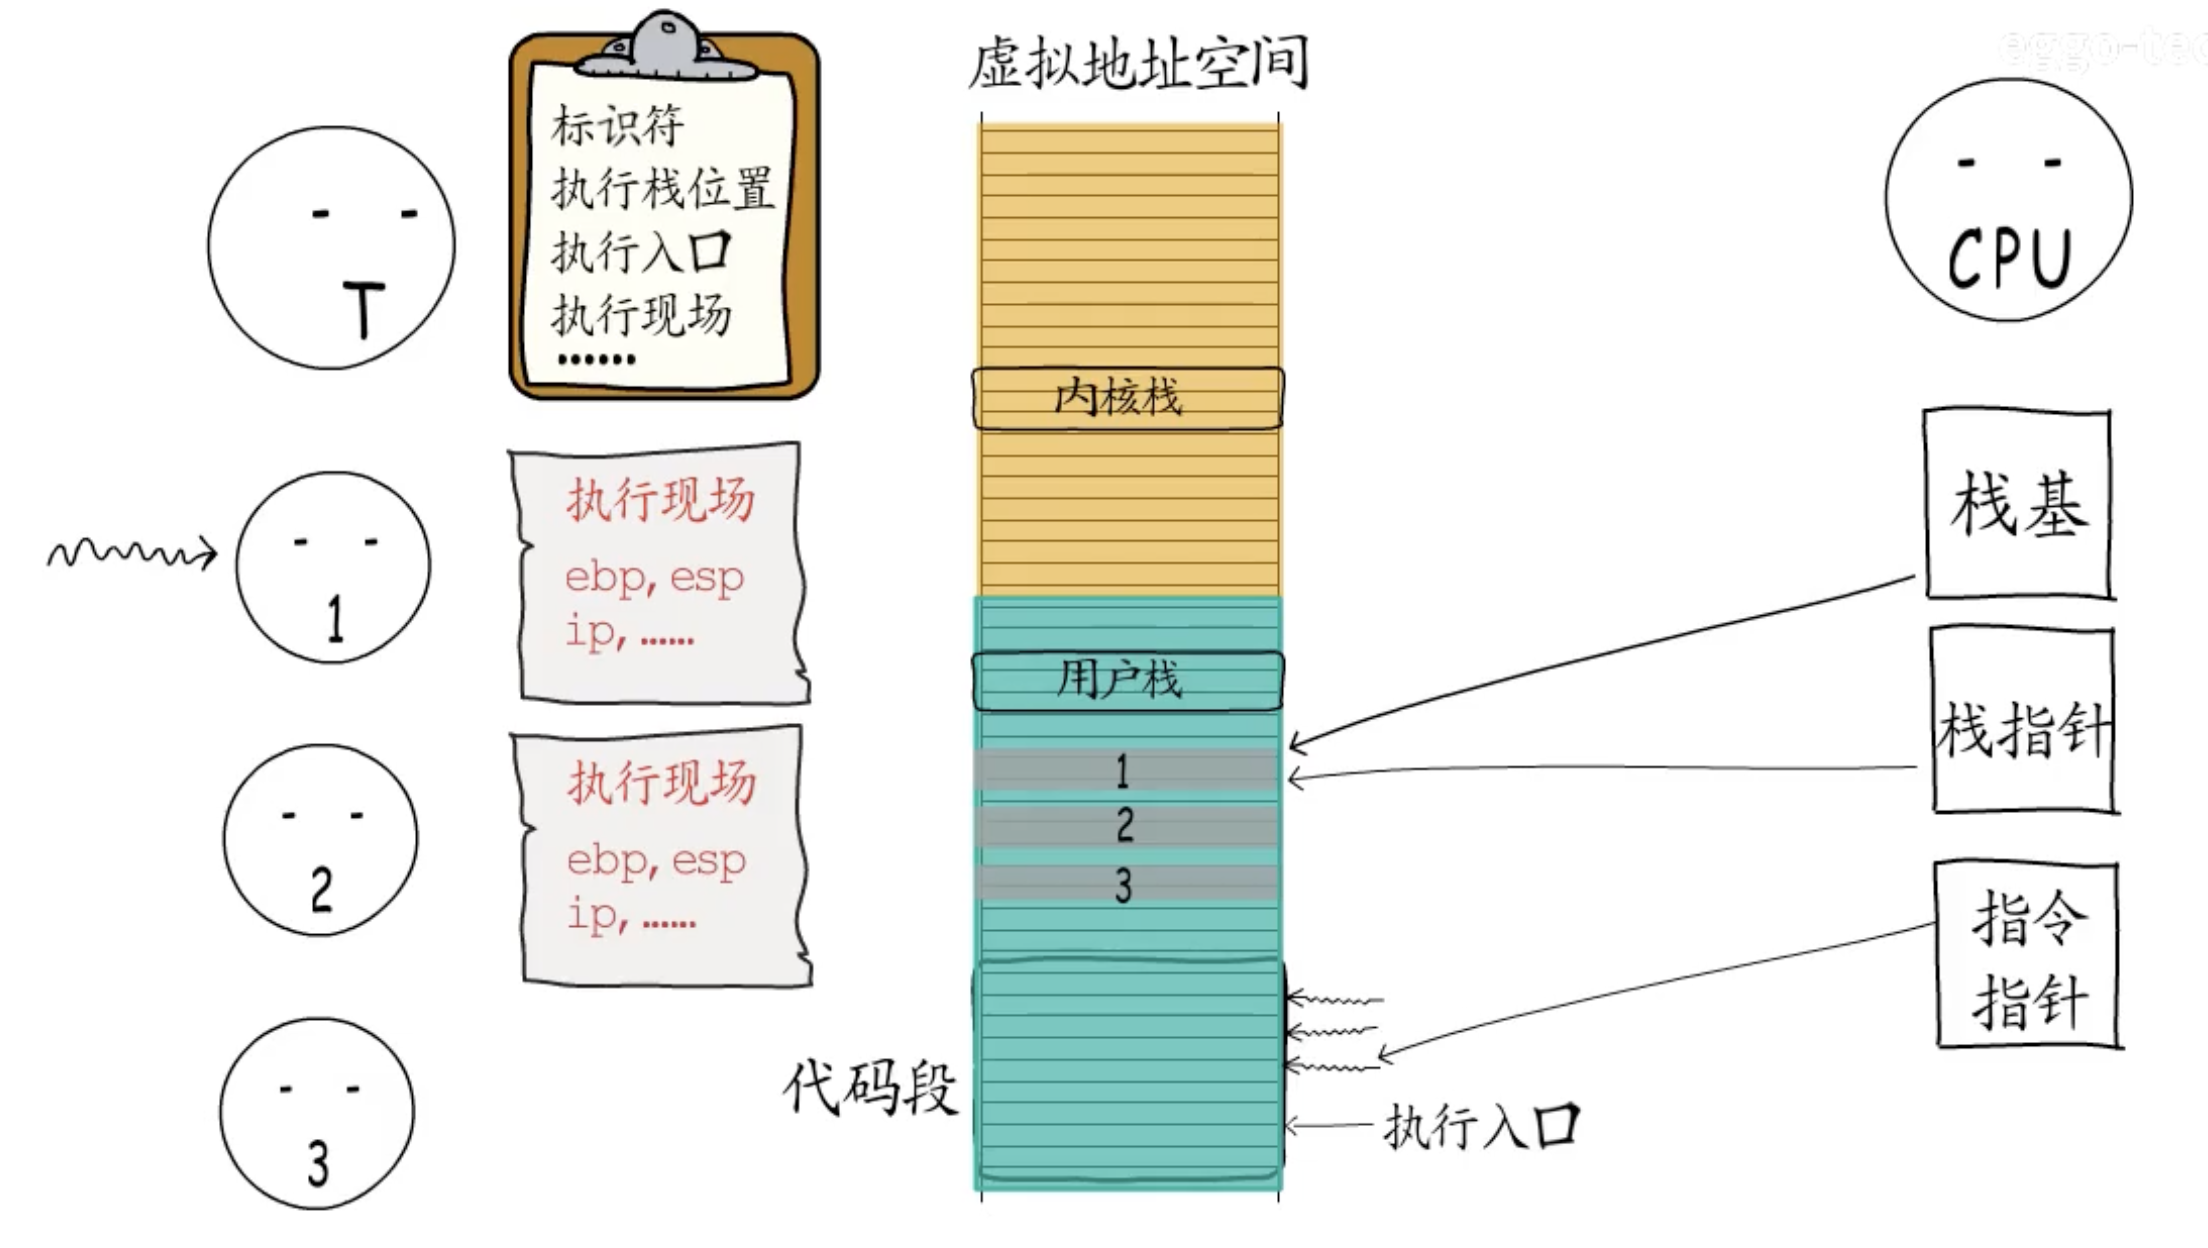 eggo-tec
虚拟地址空间
T
标识符
执行栈位置
执行入口
执行现场
······
CPU
内核栈
1
执行现场
ebp, esp
ip, ······
栈基
用户栈
栈指针
2
执行现场
ebp, esp
ip, ······
1
2
3
指令
指针
3
代码段
执行入口